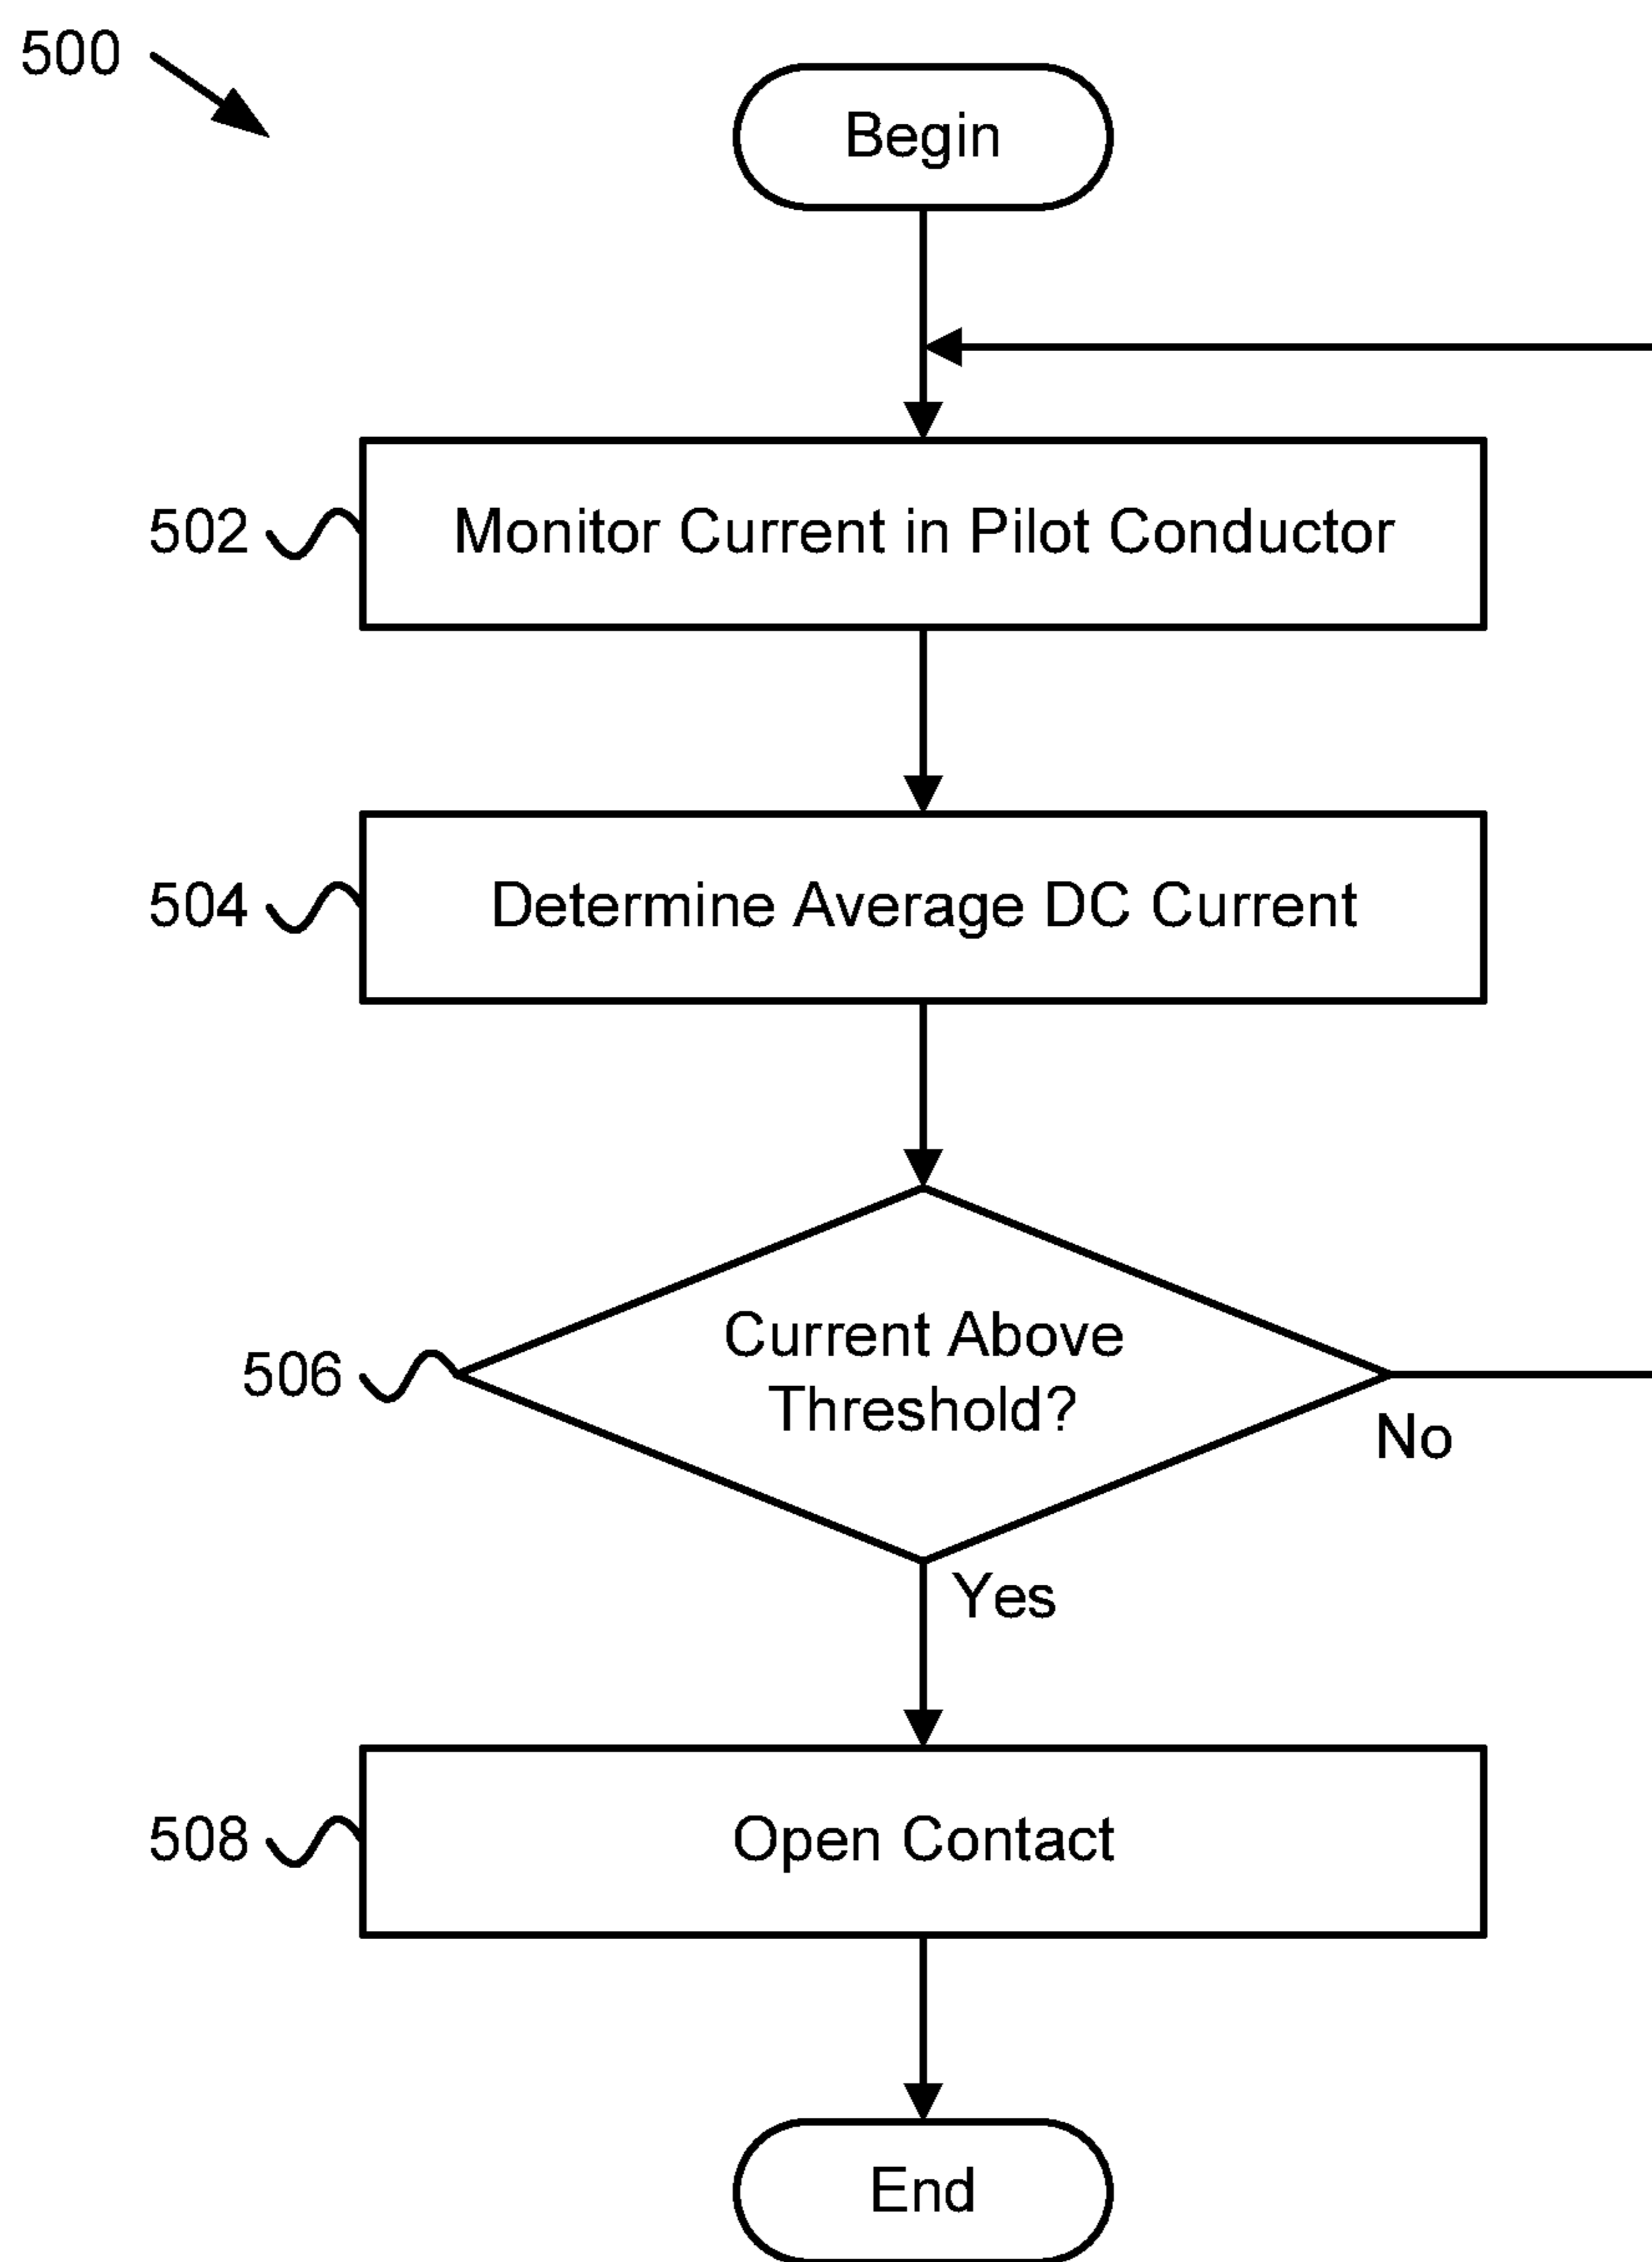 500
Begin
502
Monitor Current in Pilot Conductor
504
Determine Average DC Current
506
Current Above
Threshold?
No
Yes
508
Open Contact
End